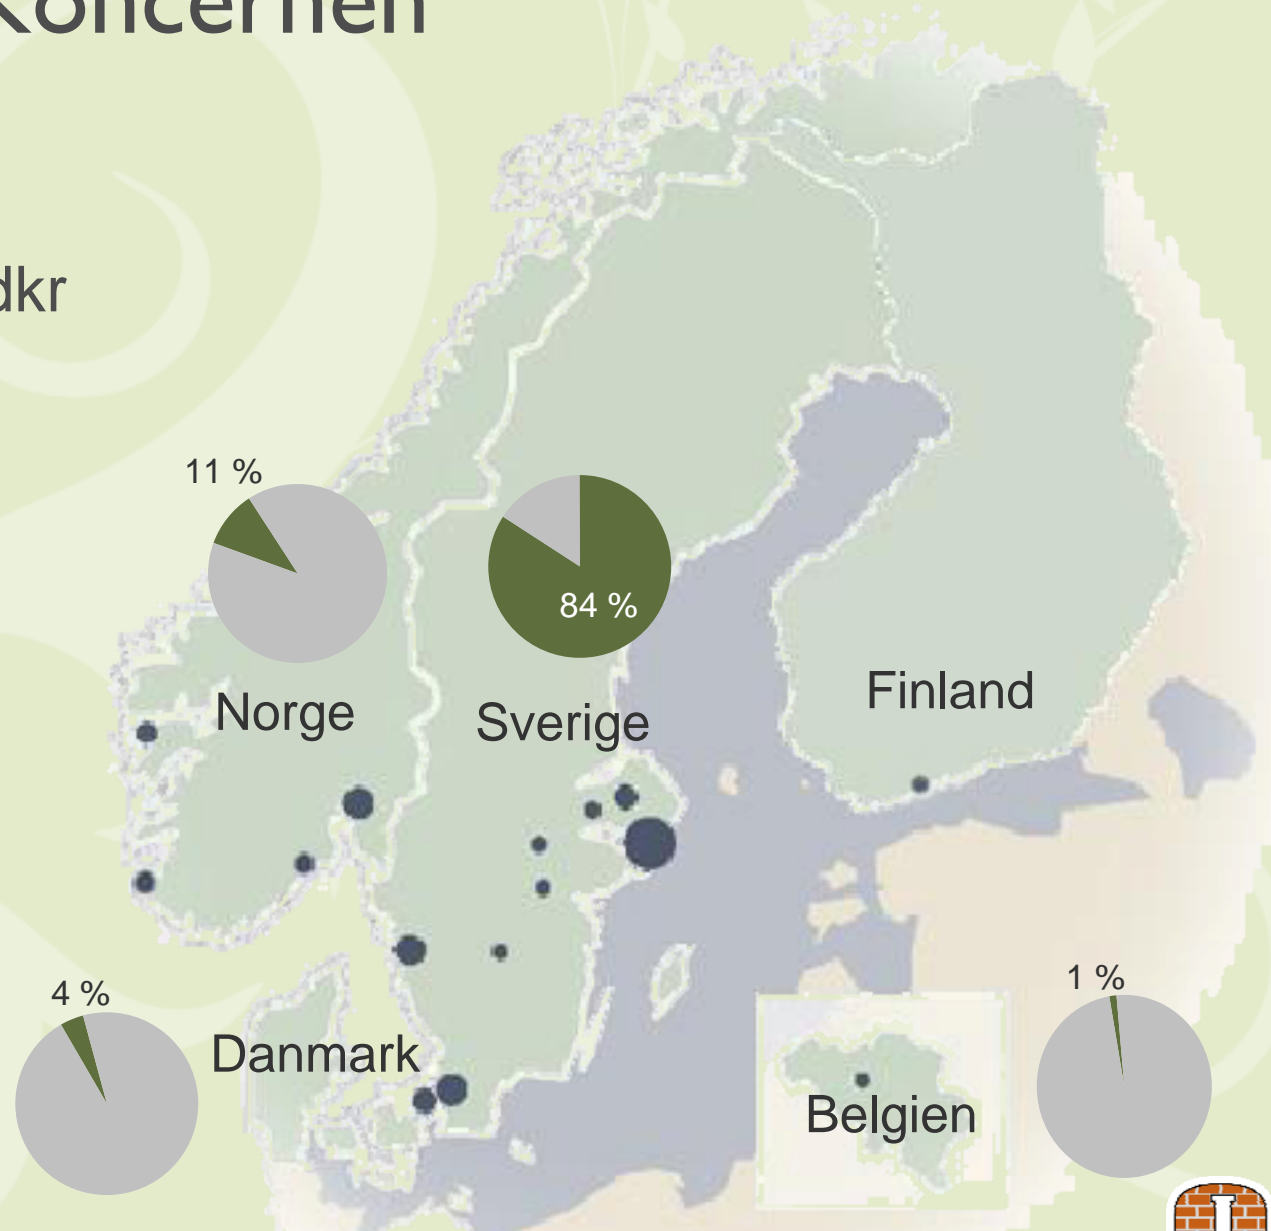 Koncernen
dkr
11 %
84 %
Norge
Sverige
Finland
4 %
1 %
Danmark
Belgien